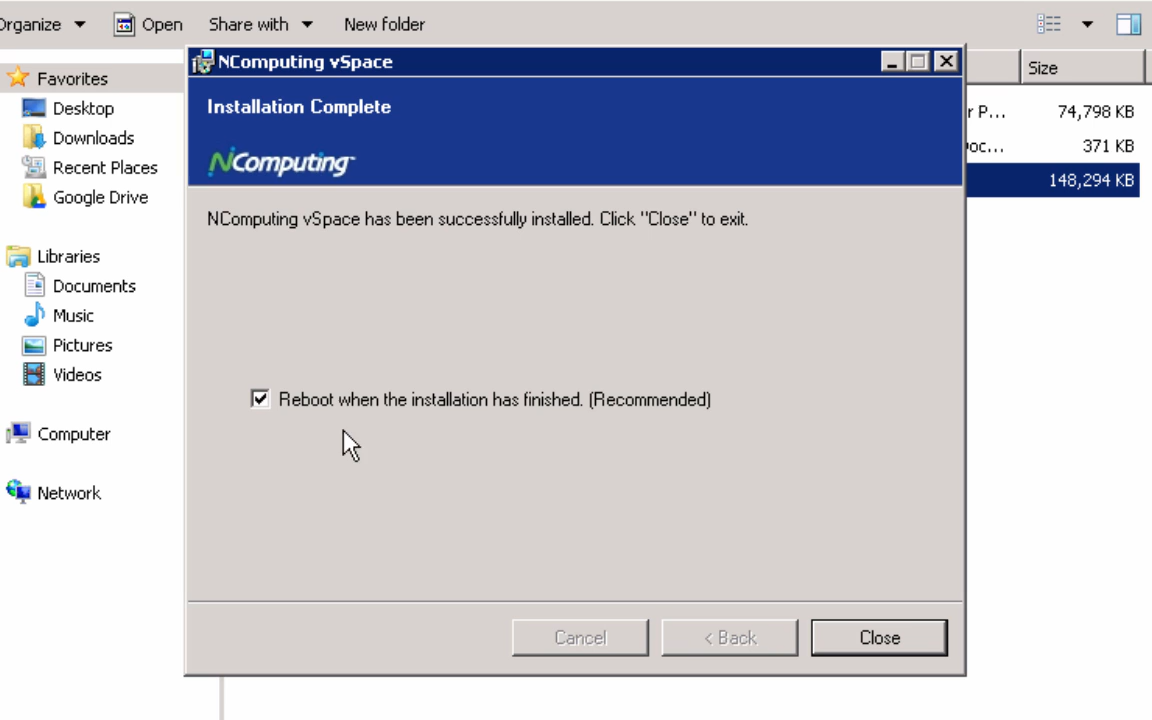 Organize Open Share with New folder
NComputing vSpace
Favorites
Desktop
Downloads
Recent Places
Google Drive
Libraries
Documents
Music
Pictures
Videos
Computer
Network
Installation Complete
NComputing
NComputing vSpace has been successfully installed. Click "Close" to exit.
Reboot when the installation has finished. (Recommended)
Cancel < Back Close
Size
r P... 74,798 KB
oc... 371 KB
148,294 KB